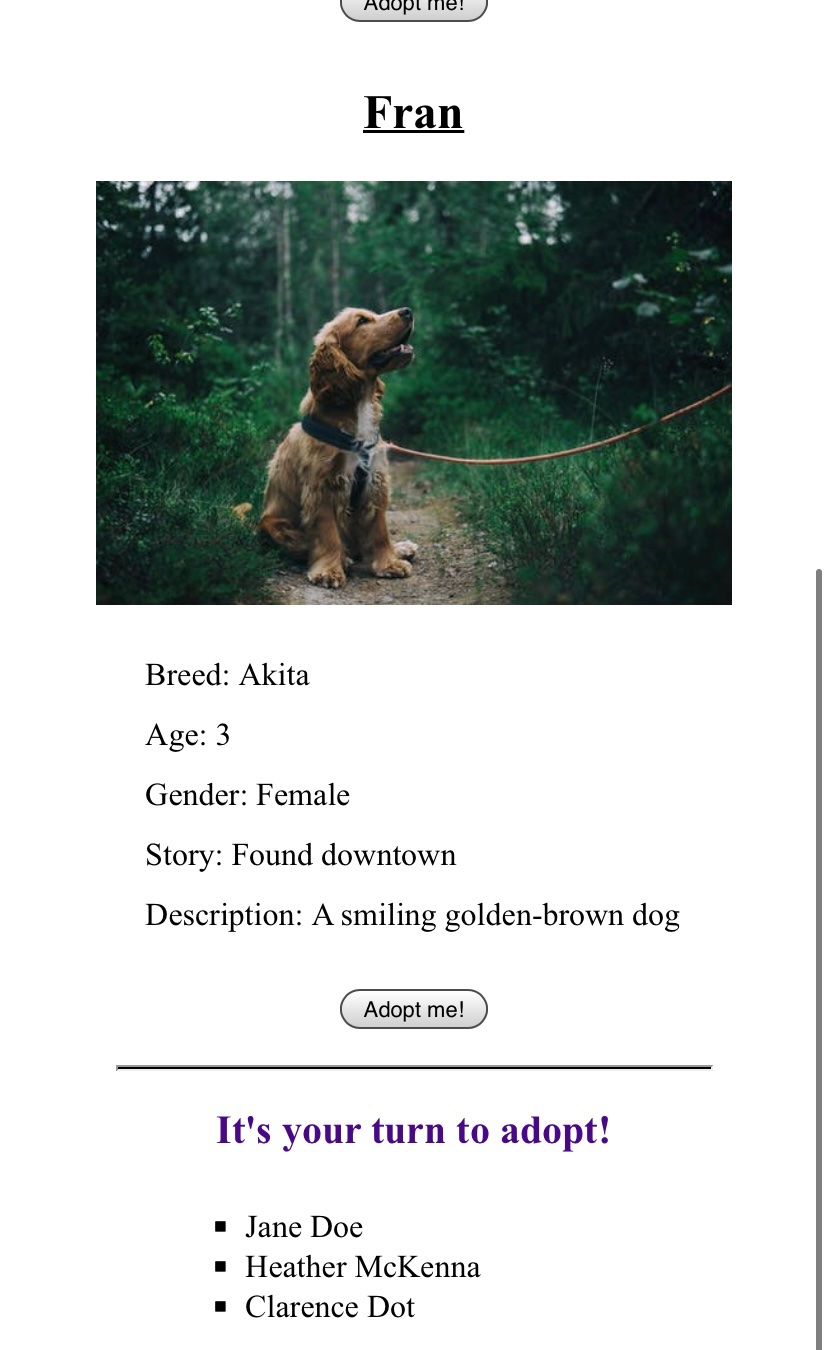 Adopt me!
Fran
Breed: Akita
Age: 3
Gender: Female
Story: Found downtown
Description: A smiling golden-brown dog
Adopt me!
It's your turn to adopt!
Jane Doe
Heather McKenna
Clarence Dot